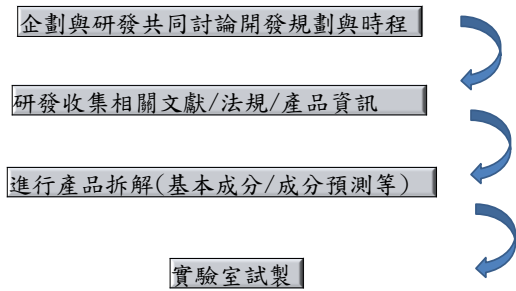 企劃與研發共同討論開發規劃與時程
研發收集相關文獻/法規/產品資訊
進行產品拆解(基本成分/成分預測等)
實驗室試製